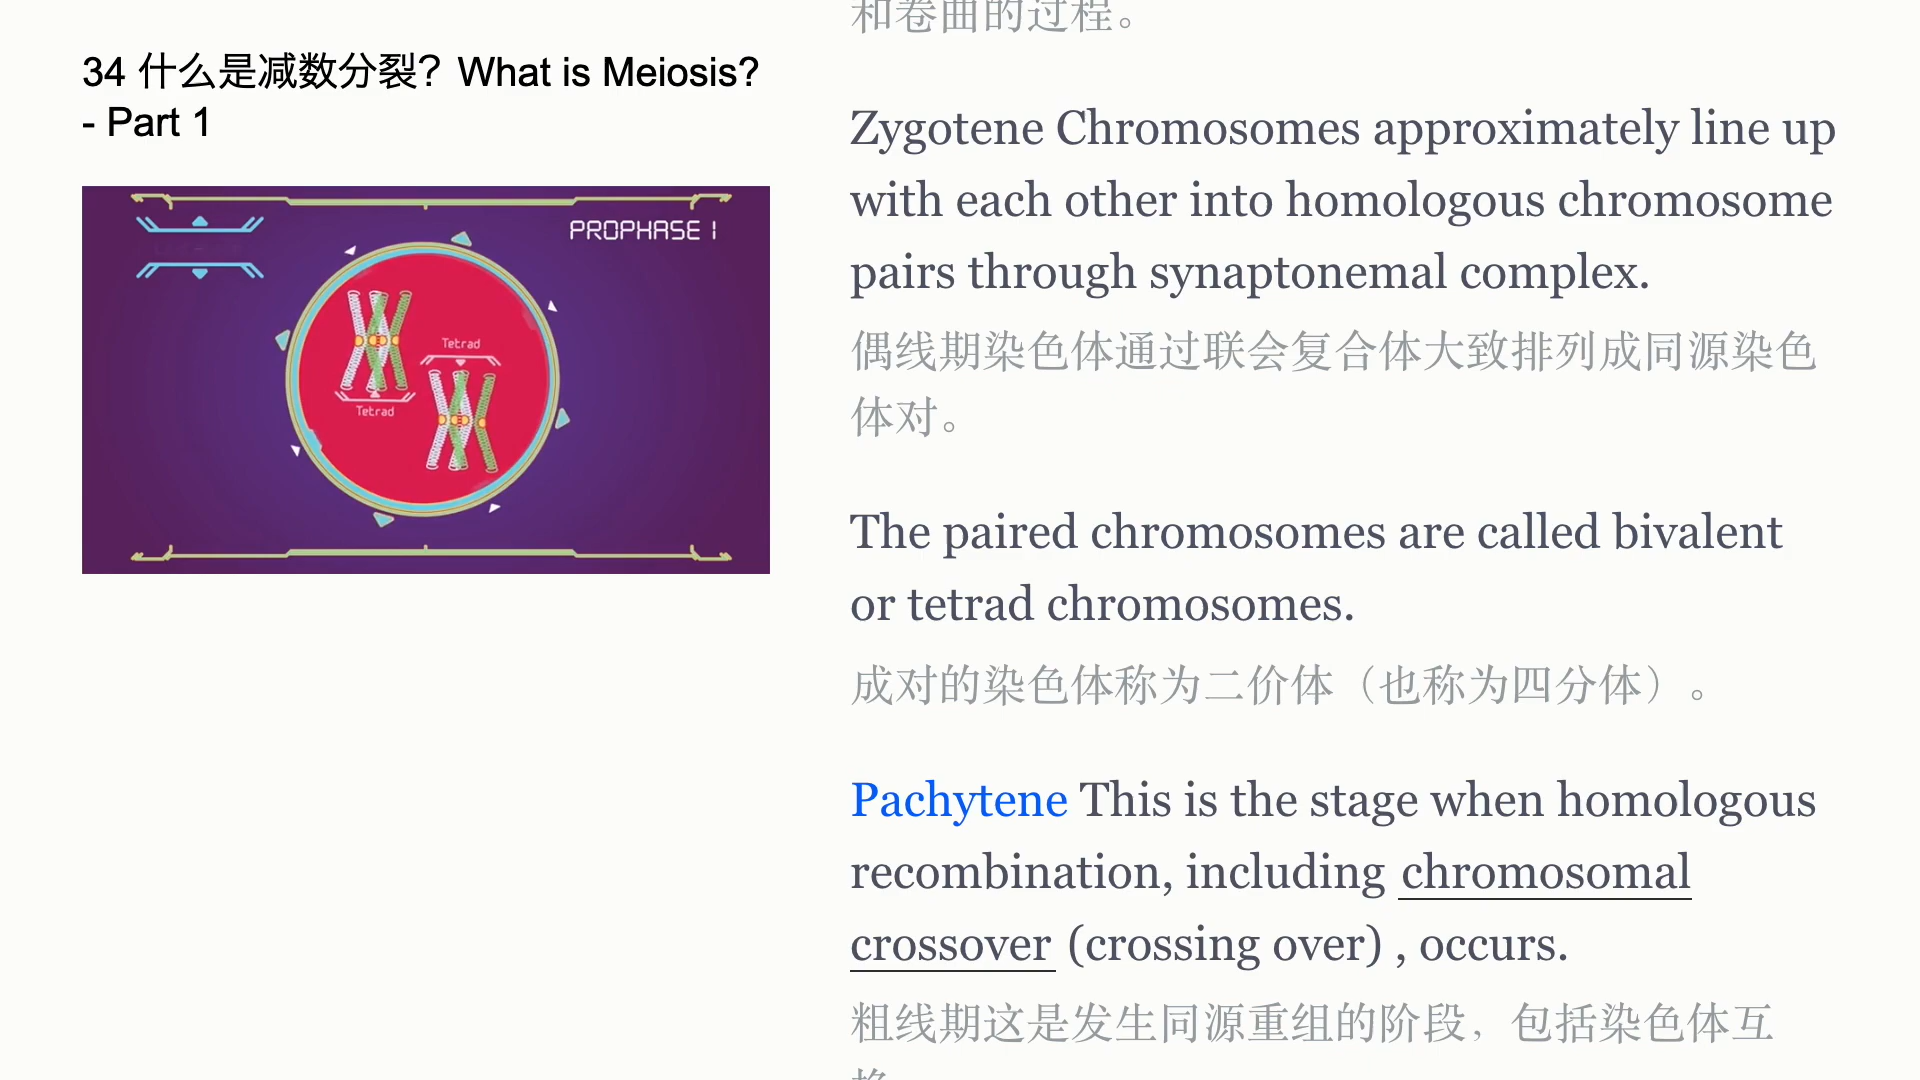 34 什么是减数分裂？What is Meiosis?
- Part 1
PROPHASE I
Tetrad
Tetrad
和卷曲的过程。
Zygotene Chromosomes approximately line up
with each other into homologous chromosome
pairs through synaptonemal complex.
偶线期染色体通过联会复合体大致排列成同源染色
体对。
The paired chromosomes are called bivalent
or tetrad chromosomes.
成对的染色体称为二价体（也称为四分体）。
Pachytene This is the stage when homologous
recombination, including chromosomal
crossover (crossing over) , occurs.
粗线期这是发生同源重组的阶段，包括染色体互